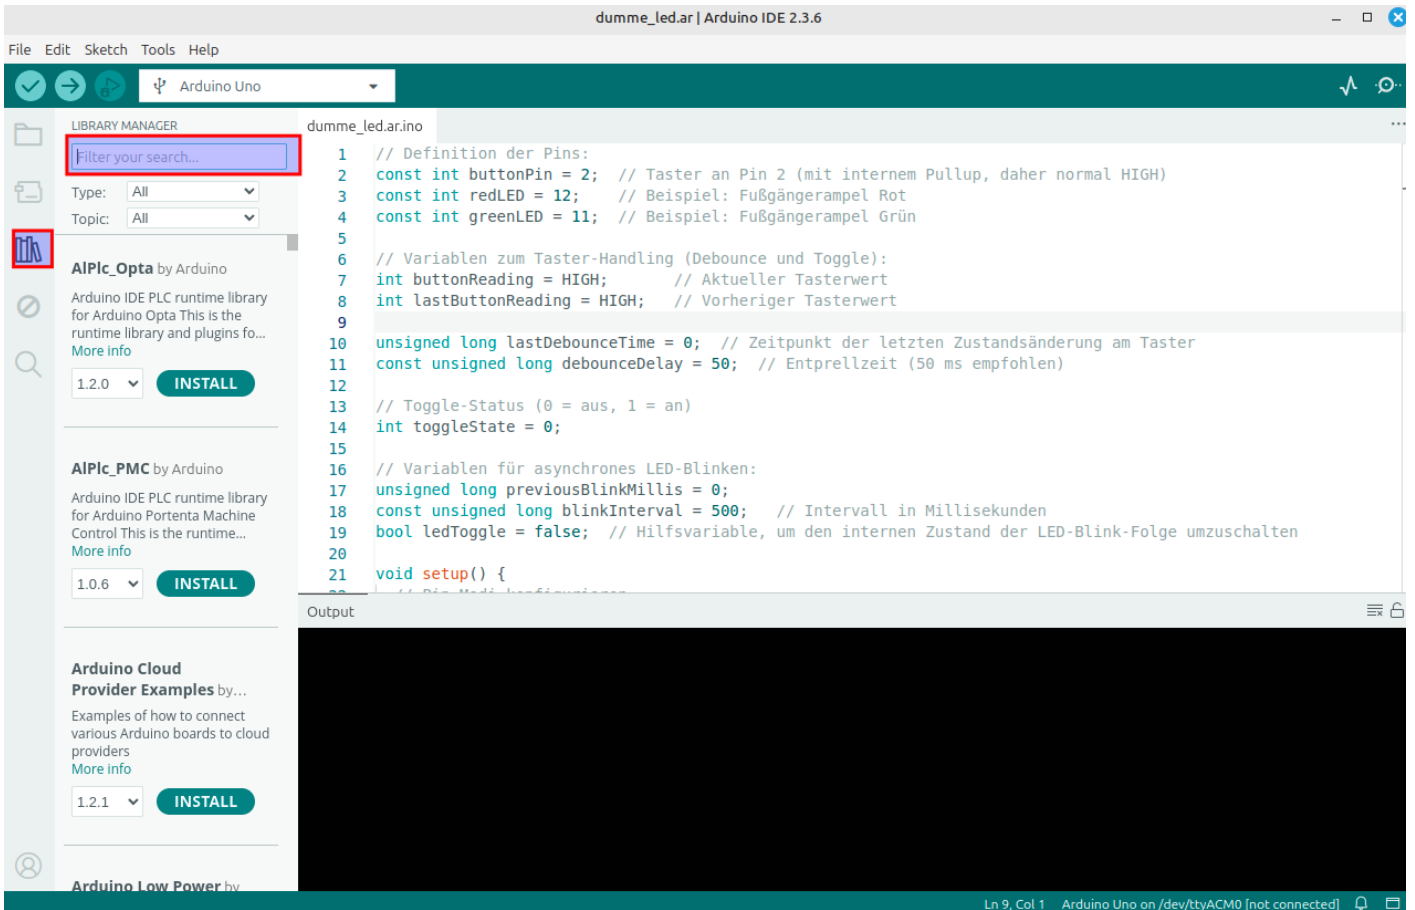 dumme_led.ar | Arduino IDE 2.3.6
File Edit Sketch Tools Help
Arduino Uno
LIBRARY MANAGER
Filter your search...
Type: All
Topic: All
AlPlc_Opta by Arduino
Arduino IDE PLC runtime library
for Arduino Opta This is the
runtime library and plugins fo...
More info
1.2.0 INSTALL
AlPlc_PMC by Arduino
Arduino IDE PLC runtime library
for Arduino Portenta Machine
Control This is the runtime...
More info
1.0.6 INSTALL
Arduino Cloud
Provider Examples by...
Examples of how to connect
various Arduino boards to cloud
providers
More info
1.2.1 INSTALL
Arduino Low Power by
dumme_led.ar.ino
1 // Definition der Pins:
2 const int buttonPin = 2;  // Taster an Pin 2 (mit internem Pullup, daher normal HIGH)
3 const int redLED = 12;    // Beispiel: Fußgängerampel Rot
4 const int greenLED = 11;  // Beispiel: Fußgängerampel Grün
5
6 // Variablen zum Taster-Handling (Debounce und Toggle):
7 int buttonReading = HIGH;       // Aktueller Tasterwert
8 int lastButtonReading = HIGH;   // Vorheriger Tasterwert
9
10 unsigned long lastDebounceTime = 0;  // Zeitpunkt der letzten Zustandsänderung am Taster
11 const unsigned long debounceDelay = 50;  // Entprellzeit (50 ms empfohlen)
12
13 // Toggle-Status (0 = aus, 1 = an)
14 int toggleState = 0;
15
16 // Variablen für asynchrones LED-Blinken:
17 unsigned long previousBlinkMillis = 0;
18 const unsigned long blinkInterval = 500;   // Intervall in Millisekunden
19 bool ledToggle = false;  // Hilfsvariable, um den internen Zustand der LED-Blink-Folge umzuschalten
20
21 void setup() {
Output
Ln 9, Col 1 Arduino Uno on /dev/ttyACM0 [not connected]